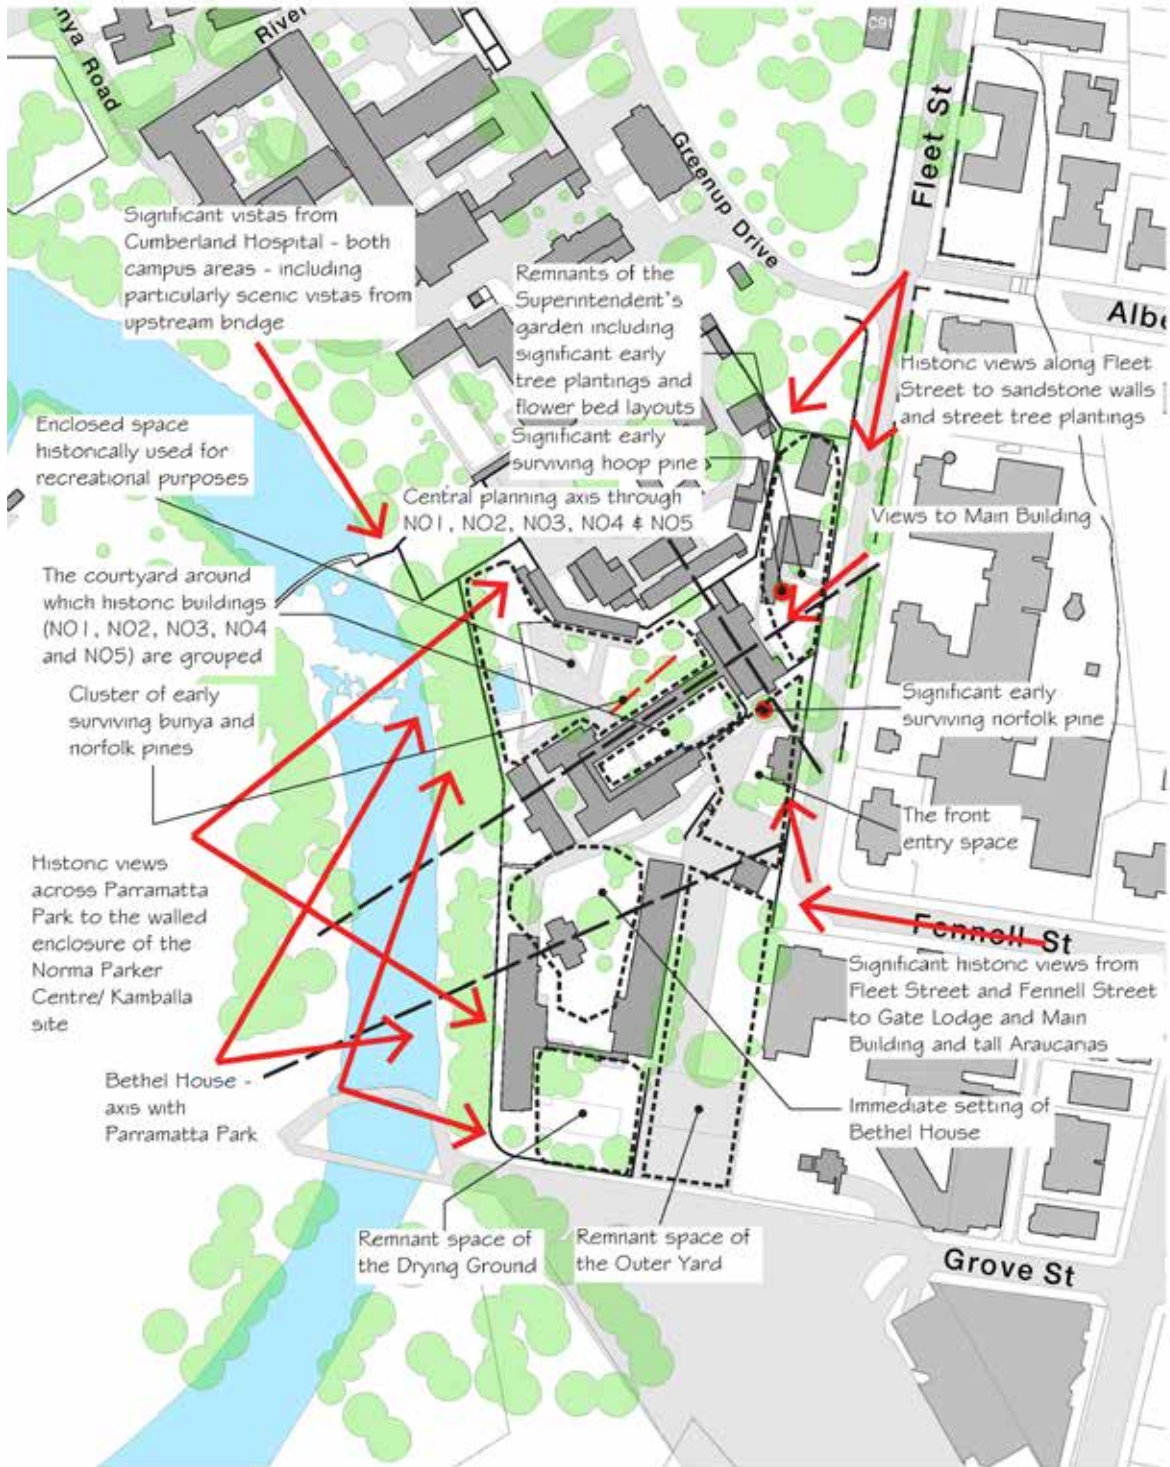 nya Road
River
C91
Fleet St
Greenup Drive
Albe
Significant vistas from
Cumberland Hospital - both
campus areas - including
particularly scenic vistas from
upstream bridge
Remnants of the
Superintendent's
garden including
significant early
tree plantings and
flower bed layouts
Historic views along Fleet
Street to sandstone walls
and street tree plantings
Enclosed space
historically used for
recreational purposes
Significant early
surviving hoop pine
Central planning axis through
NO1, NO2, NO3, NO4 & NO5
Views to Main Building
The courtyard around
which historic buildings
(NO1, NO2, NO3, NO4
and NO5) are grouped
Cluster of early
surviving bunya and
norfolk pines
Significant early
surviving norfolk pine
The front
entry space
Historic views
across Parramatta
Park to the walled
enclosure of the
Norma Parker
Centre/ Kamballa
site
Fennell St
Significant historic views from
Fleet Street and Fennell Street
to Gate Lodge and Main
Building and tall Araucarias
Bethel House -
axis with
Parramatta Park
Immediate setting of
Bethel House
Remnant space of
the Drying Ground
Remnant space of
the Outer Yard
Grove St